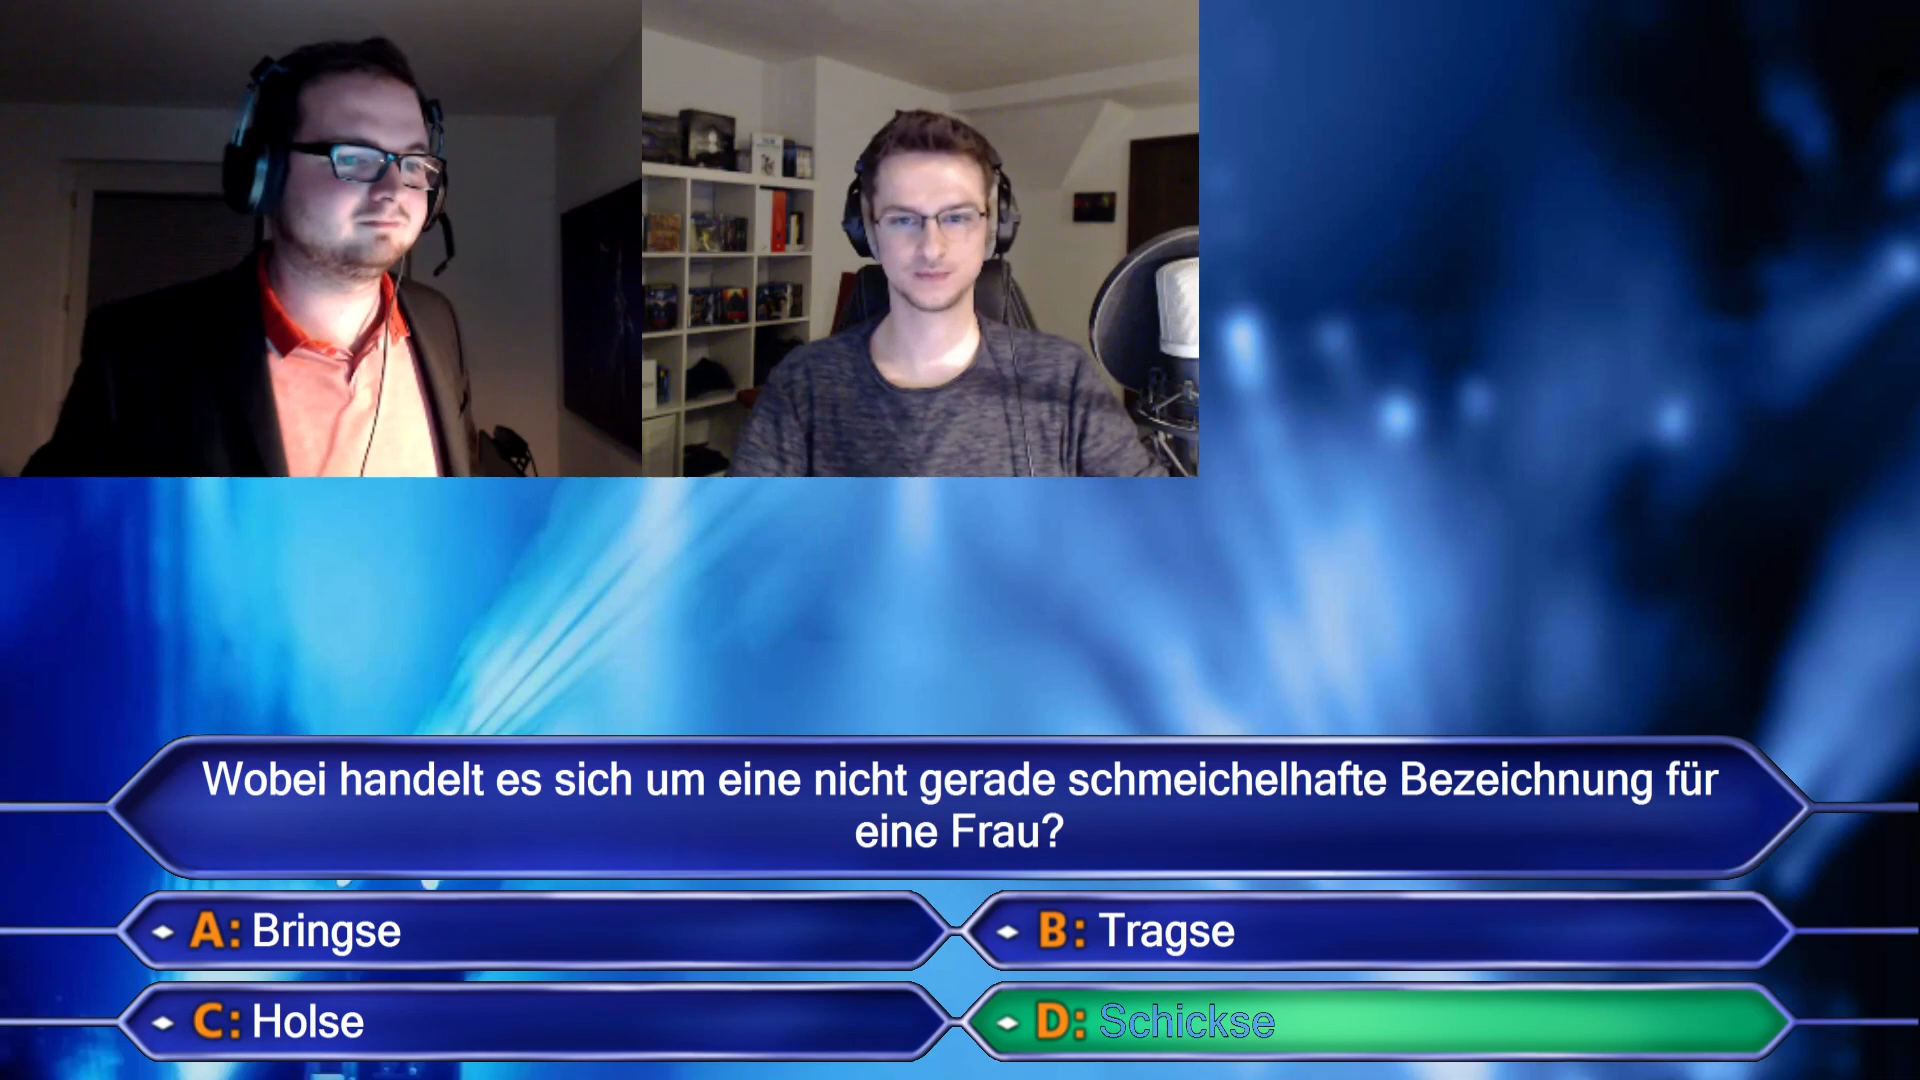 Wobei handelt es sich um eine nicht gerade schmeichelhafte Bezeichnung für
eine Frau?
A: Bringse
B: Tragse
C: Holse
D: Schickse